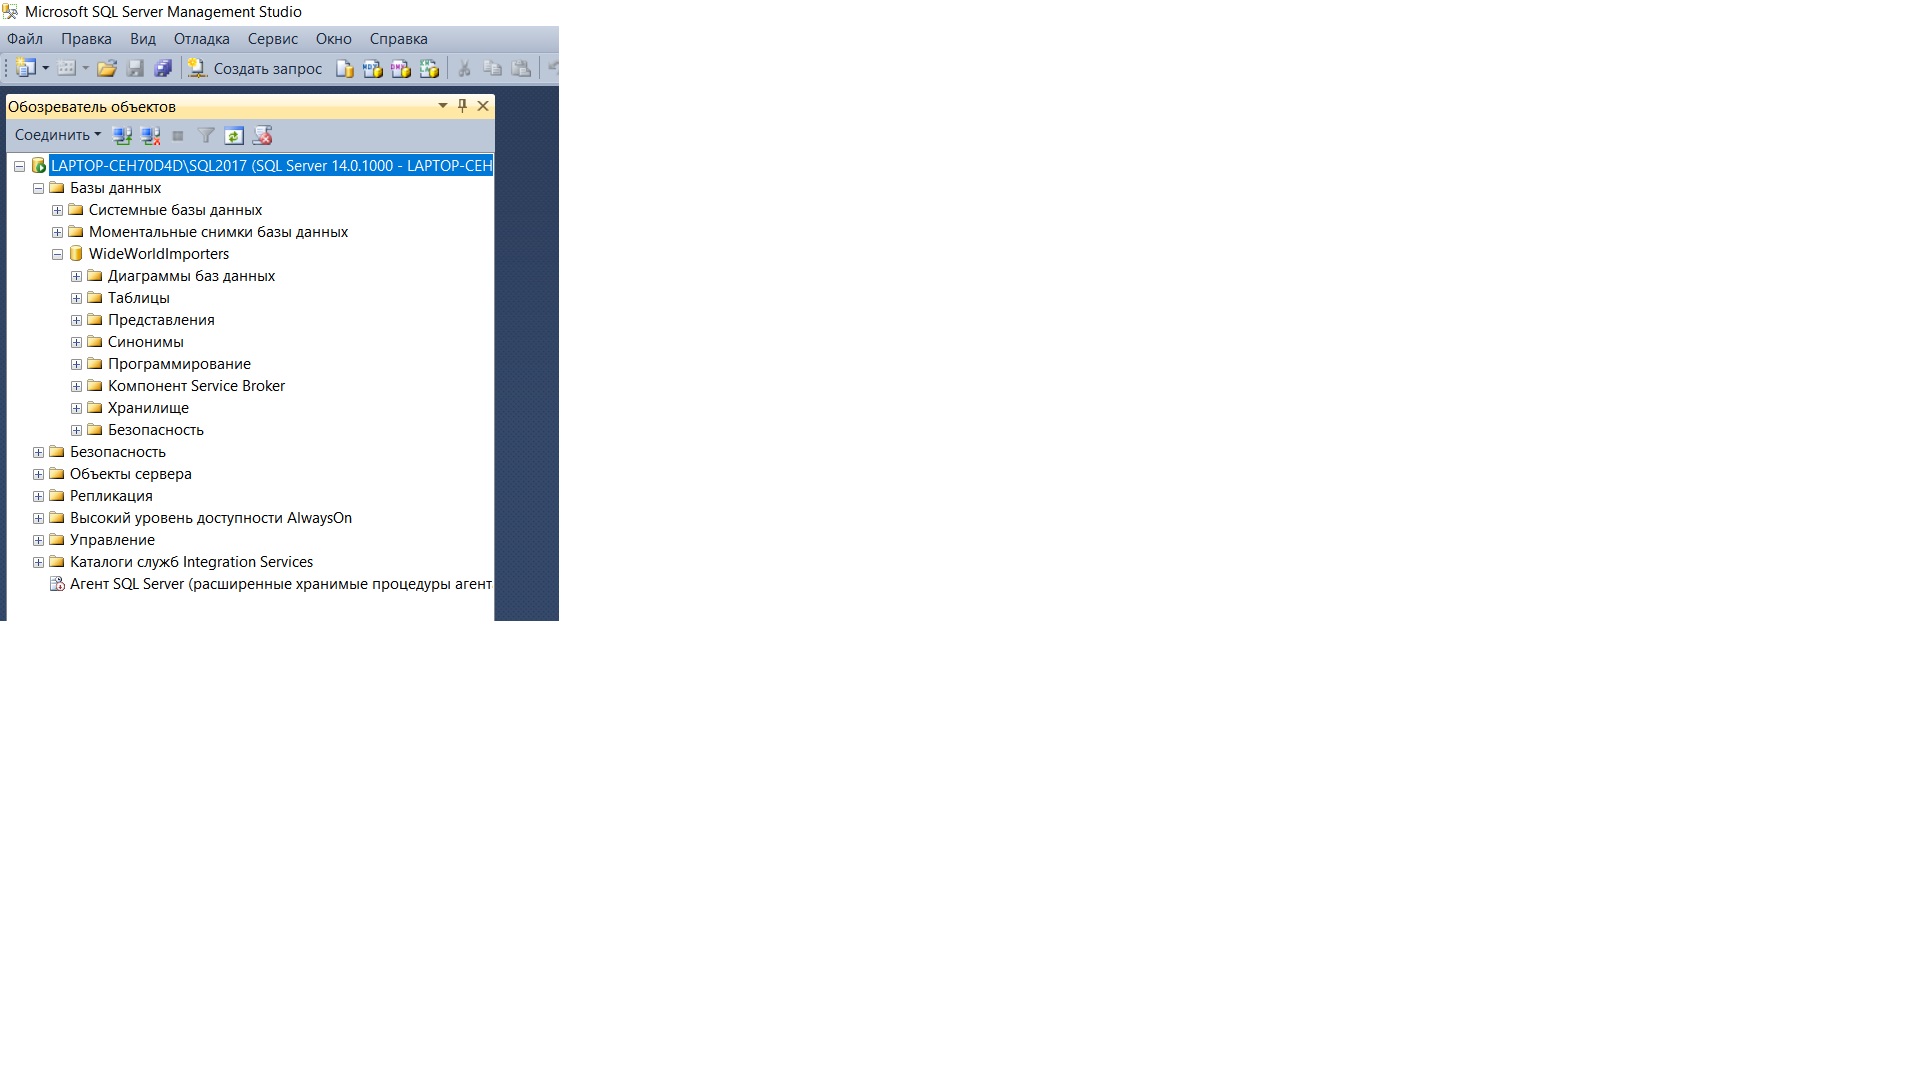 Microsoft SQL Server Management Studio
Файл Правка Вид Отладка Сервис Окно Справка
Создать запрос
Обозреватель объектов
Соединить
LAPTOP-CEH70D4D\SQL2017 (SQL Server 14.0.1000 - LAPTOP-CEH
Базы данных
Системные базы данных
Моментальные снимки базы данных
WideWorldImporters
Диаграммы баз данных
Таблицы
Представления
Синонимы
Программирование
Компонент Service Broker
Хранилище
Безопасность
Безопасность
Объекты сервера
Репликация
Высокий уровень доступности AlwaysOn
Управление
Каталоги служб Integration Services
Агент SQL Server (расширенные хранимые процедуры агент